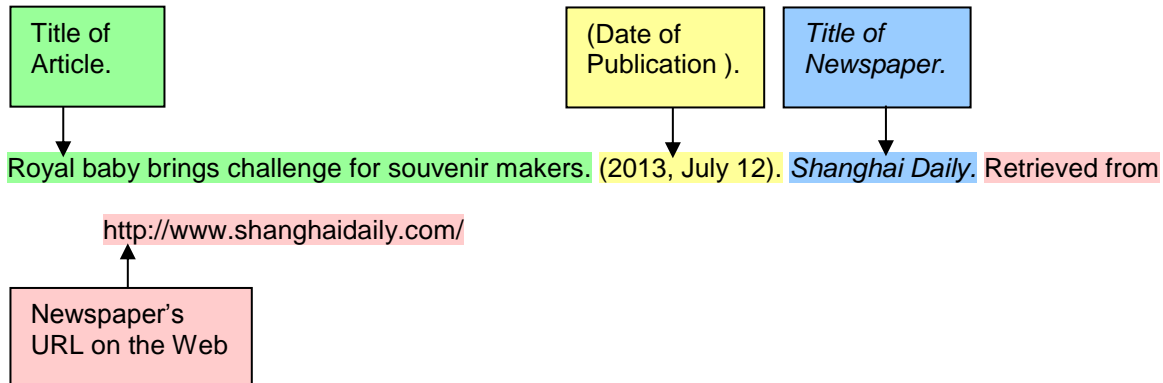 Title of
Article.
(Date of
Publication ).
Title of
Newspaper.
Royal baby brings challenge for souvenir makers. (2013, July 12). Shanghai Daily. Retrieved from
http://www.shanghaidaily.com/
Newspaper’s
URL on the Web